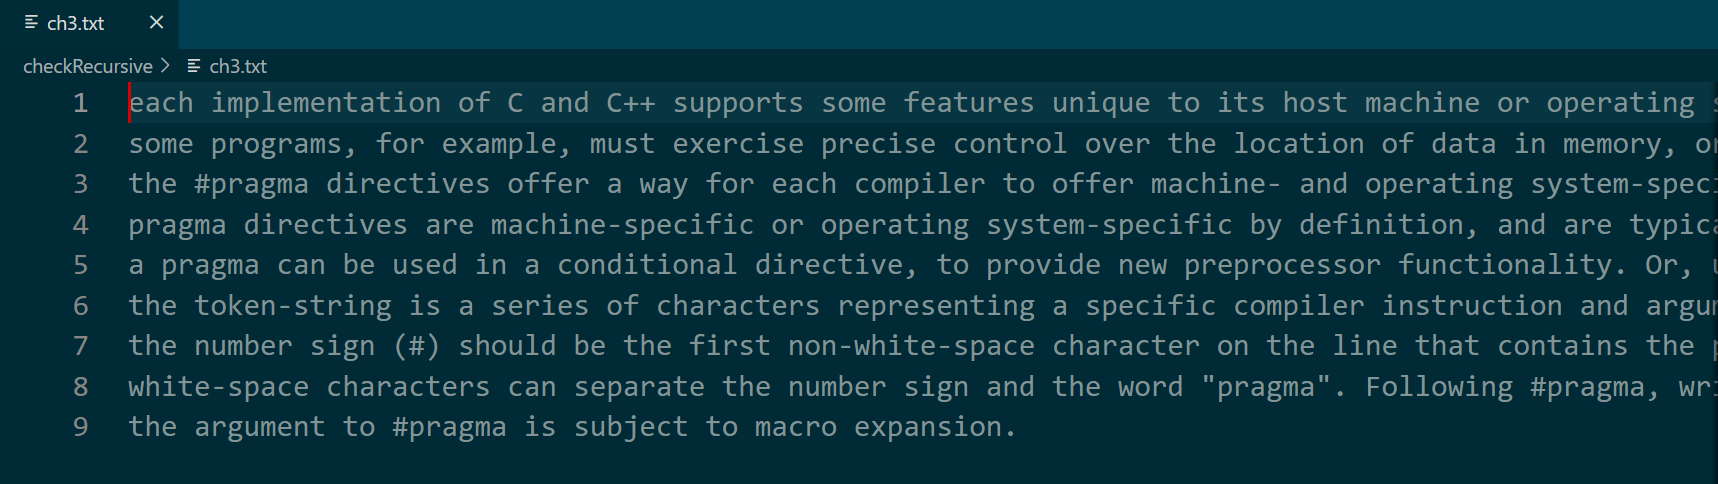 ch3.txt
checkRecursive > ch3.txt
1 each implementation of C and C++ supports some features unique to its host machine or operating
2 some programs, for example, must exercise precise control over the location of data in memory,
3 the #pragma directives offer a way for each compiler to offer machine- and operating
4 pragma directives are machine-specific or operating system-specific by definition, and are
5 a pragma can be used in a conditional directive, to provide new preprocessor functionality. Or,
6 the token-string is a series of characters representing a specific compiler instruction and
7 the number sign (#) should be the first non-white-space character on the line that contains the
8 white-space characters can separate the number sign and the word "pragma". Following #pragma,
9 the argument to #pragma is subject to macro expansion.